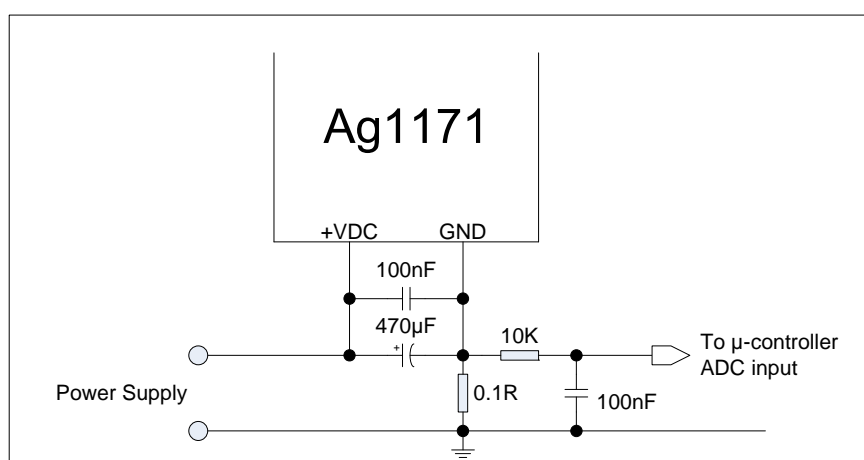 Ag1171
+VDC
GND
100nF
470µF
+
10K
To µ-controller
ADC input
Power Supply
0.1R
100nF